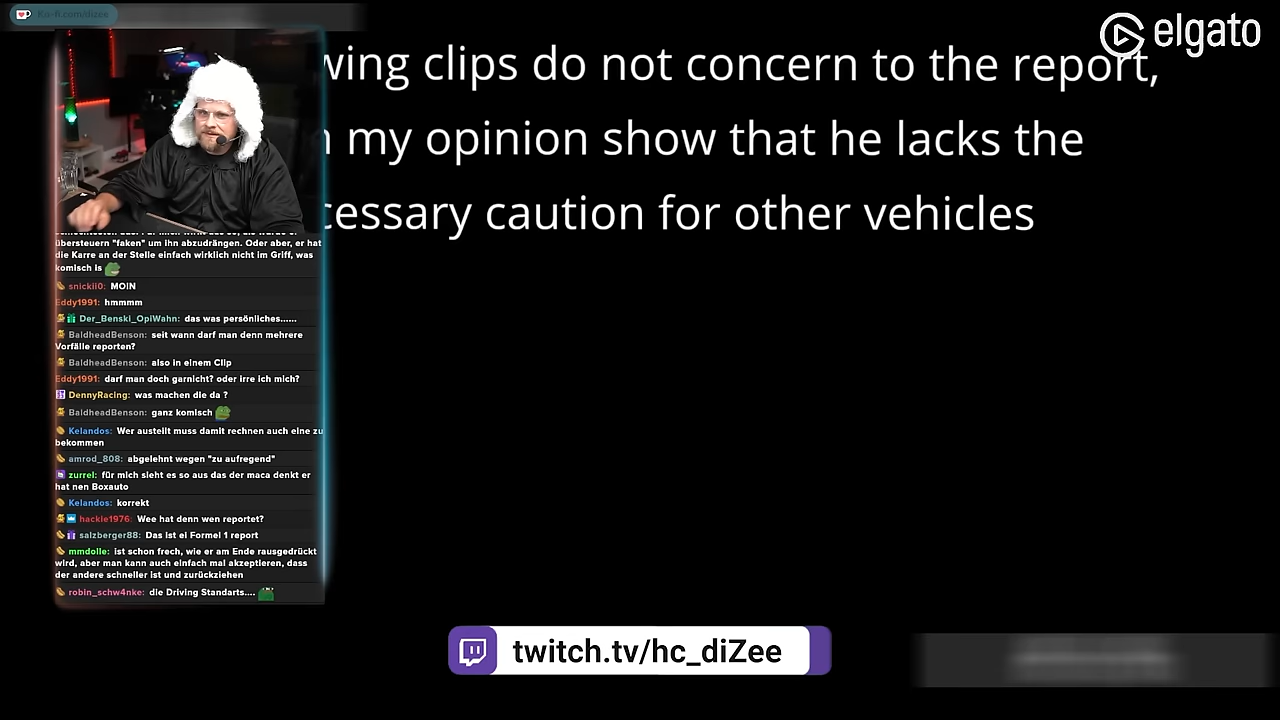 Ko-fi.com/dizee
elgato
wing clips do not concern to the report,
my opinion show that he lacks the
cessary caution for other vehicles
übersteuern "faken" um ihn abzudrängen. Oder aber, er hat
die Karre an der Stelle einfach wirklich nicht im Griff, was
komisch is
snickii0: MOIN
Eddy1991: hmmmm
Der_Benski_OpiWahn: das was persönliches......
BaldheadBenson: seit wann darf man denn mehrere
Vorfälle reporten?
BaldheadBenson: also in einem Clip
Eddy1991: darf man doch garnicht? oder irre ich mich?
DennyRacing: was machen die da ?
BaldheadBenson: ganz komisch
Kelandos: Wer austeilt muss damit rechnen auch eine zu
bekommen
amrod_808: abgelehnt wegen "zu aufregend"
zurrel: für mich sieht es so aus das der maca denkt er
hat nen Boxauto
Kelandos: korrekt
hackie1976: Wee hat denn wen reportet?
salzberger88: Das ist ei Formel 1 report
mmdolle: ist schon frech, wie er am Ende rausgedrückt
wird, aber man kann auch einfach mal akzeptieren, dass
der andere schneller ist und zurückziehen
robin_schw4nke: die Driving Standarts....
twitch.tv/hc_diZee